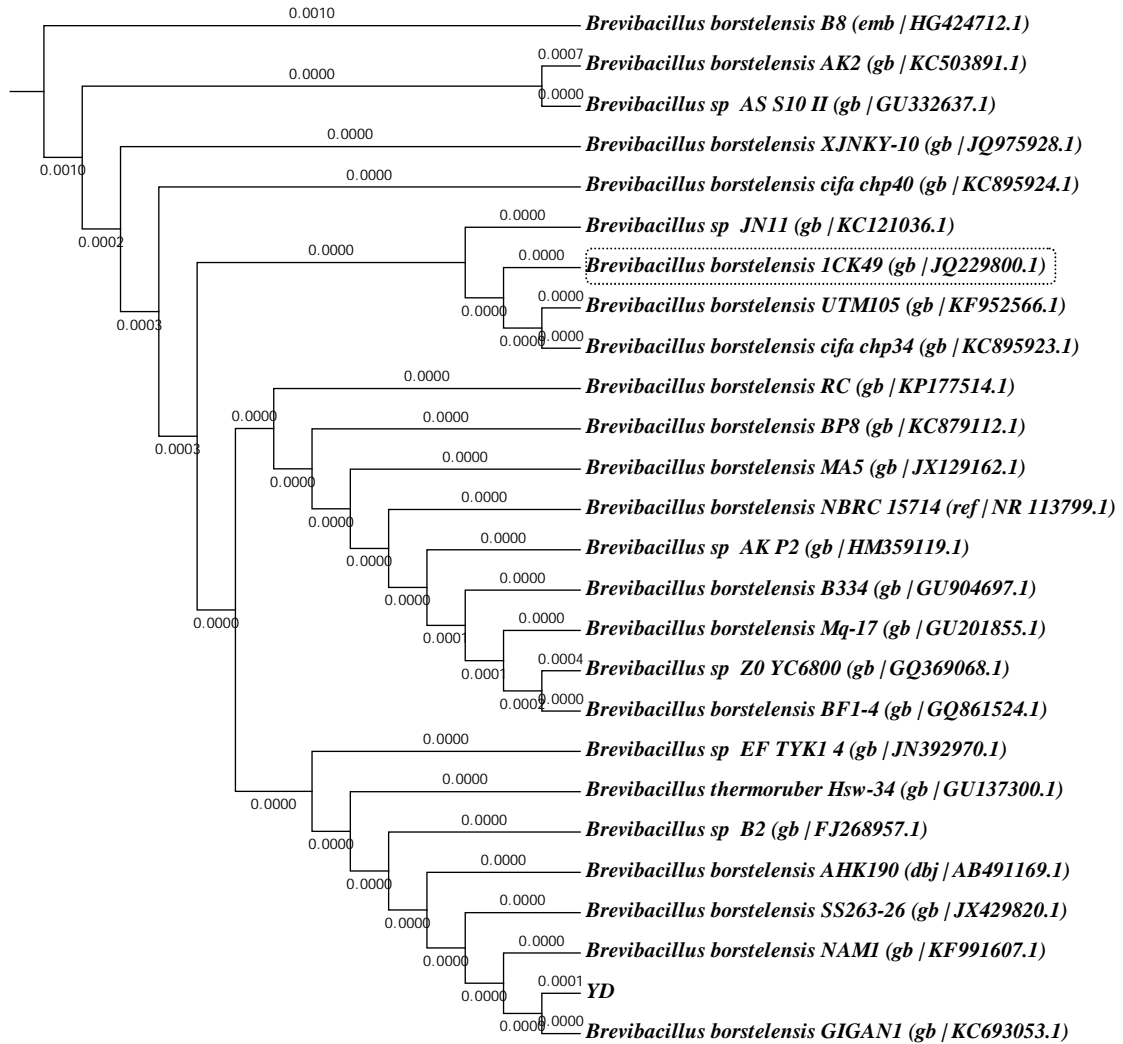 0.0010
Brevibacillus borstelensis B8 (emb | HG424712.1)
0.0007
Brevibacillus borstelensis AK2 (gb | KC503891.1)
0.0000
0.0000
Brevibacillus sp AS S10 II (gb | GU332637.1)
0.0000
Brevibacillus borstelensis XJNKY-10 (gb | JQ975928.1)
0.0010
0.0000
Brevibacillus borstelensis cifa chp40 (gb | KC895924.1)
0.0000
Brevibacillus sp JN11 (gb | KC121036.1)
0.0002
0.0000
0.0000
Brevibacillus borstelensis 1CK49 (gb | JQ229800.1)
0.0000
Brevibacillus borstelensis UTM105 (gb | KF952566.1)
0.0000
0.0003
0.0000
0.0000
Brevibacillus borstelensis cifa chp34 (gb | KC895923.1)
0.0000
Brevibacillus borstelensis RC (gb | KP177514.1)
0.0000
0.0000
Brevibacillus borstelensis BP8 (gb | KC879112.1)
0.0003
0.0000
Brevibacillus borstelensis MA5 (gb | JX129162.1)
0.0000
0.0000
Brevibacillus borstelensis NBRC 15714 (ref | NR 113799.1)
0.0000
0.0000
Brevibacillus sp AK P2 (gb | HM359119.1)
0.0000
0.0000
Brevibacillus borstelensis B334 (gb | GU904697.1)
0.0000
0.0000
Brevibacillus borstelensis Mq-17 (gb | GU201855.1)
0.0000
0.0001
0.0004
Brevibacillus sp Z0 YC6800 (gb | GQ369068.1)
0.0001
0.0000
0.0002
Brevibacillus borstelensis BF1-4 (gb | GQ861524.1)
0.0000
Brevibacillus sp EF TYK1 4 (gb | JN392970.1)
0.0000
0.0000
Brevibacillus thermoruber Hsw-34 (gb | GU137300.1)
0.0000
Brevibacillus sp B2 (gb | FJ268957.1)
0.0000
0.0000
Brevibacillus borstelensis AHK190 (dbj | AB491169.1)
0.0000
0.0000
Brevibacillus borstelensis SS263-26 (gb | JX429820.1)
0.0000
0.0000
Brevibacillus borstelensis NAM1 (gb | KF991607.1)
0.0000
0.0001
YD
0.0000
0.0000
0.0000
Brevibacillus borstelensis GIGAN1 (gb | KC693053.1)